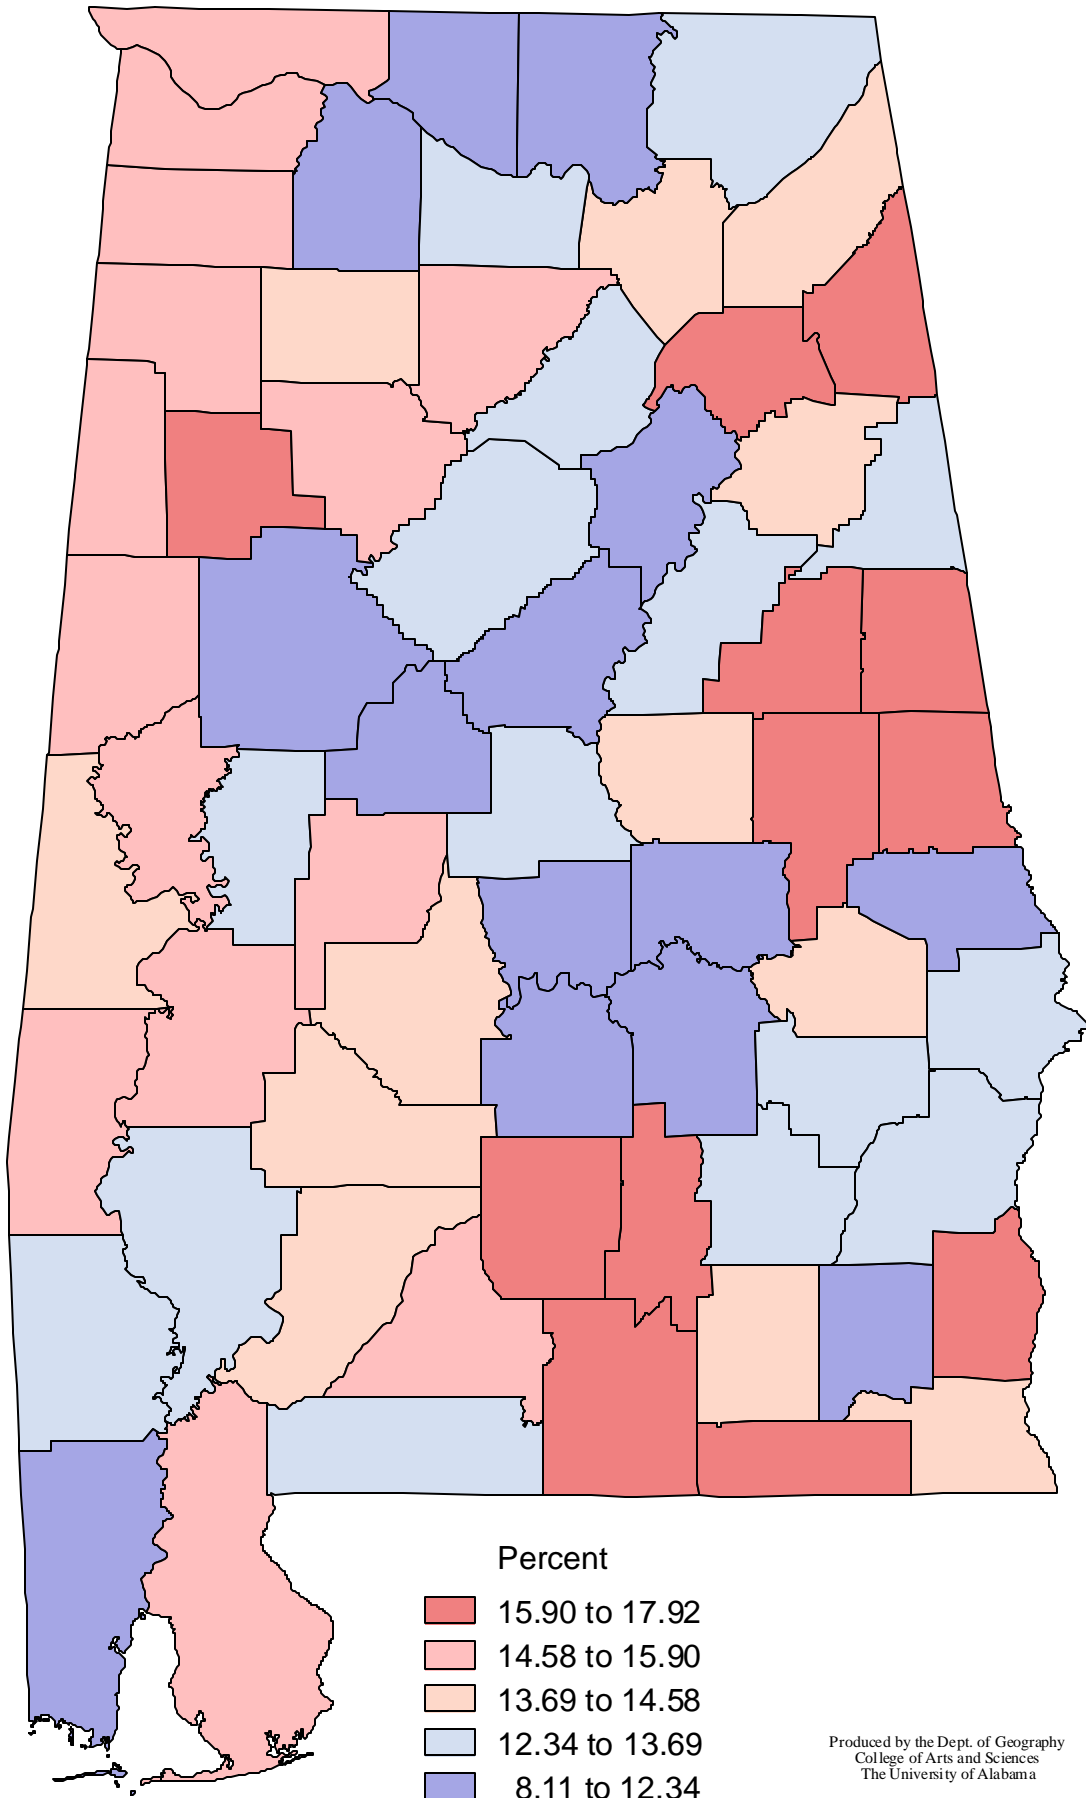 Percent
15.90 to 17.92
14.58 to 15.90
13.69 to 14.58
12.34 to 13.69
8.11 to 12.34
Produced by the Dept. of Geography
College of Arts and Sciences
The University of Alabama